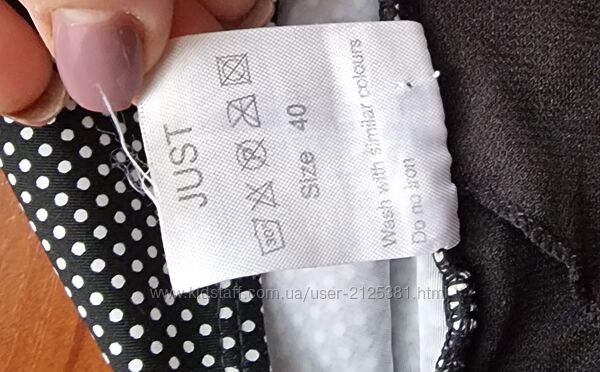 JUST
30°
Size 40
Wash with similar colours
Do no iron
www.kidstaff.com.ua/user-2125381.html